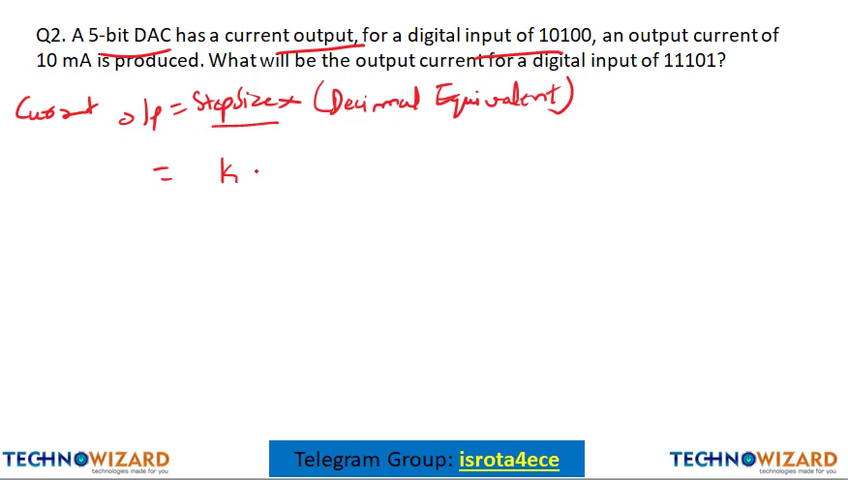 Q2. A 5-bit DAC has a current output, for a digital input of 10100, an output current of
10 mA is produced. What will be the output current for a digital input of 11101?
Current o/p = Stepsize × (Decimal Equivalent)
= K .
TECHNOWIZARD
technologies made for you
Telegram Group: isrota4ece
TECHNOWIZARD
technologies made for you